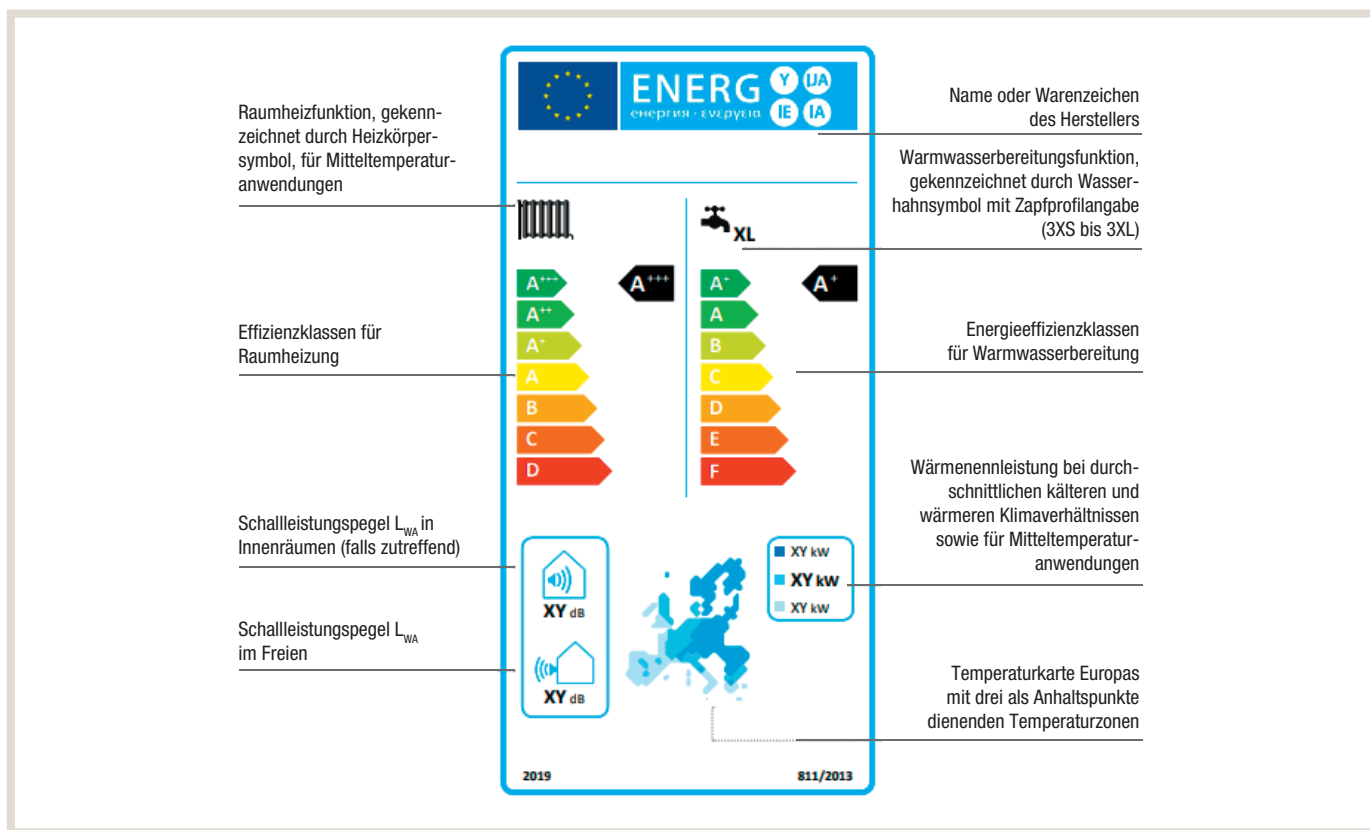 ENERG Y IJA
енергия · ενεργεια IE IA
Raumheizfunktion, gekenn-
zeichnet durch Heizkörper-
symbol, für Mitteltemperatur-
anwendungen
Name oder Warenzeichen
des Herstellers
Warmwasserbereitungsfunktion,
gekennzeichnet durch Wasser-
hahnsymbol mit Zapfprofilangabe
(3XS bis 3XL)
XL
A+++
A++
A+
A
B
C
D
A+++
A+
A
B
C
D
E
F
A+
Effizienzklassen für
Raumheizung
Energieeffizienzklassen
für Warmwasserbereitung
Schallleistungspegel LWA in
Innenräumen (falls zutreffend)
Schallleistungspegel LWA
im Freien
XY dB
XY dB
XY kW
XY kW
XY kW
Wärmenennleistung bei durch-
schnittlichen kälteren und
wärmeren Klimaverhältnissen
sowie für Mitteltemperatur-
anwendungen
Temperaturkarte Europas
mit drei als Anhaltspunkte
dienenden Temperaturzonen
2019
811/2013